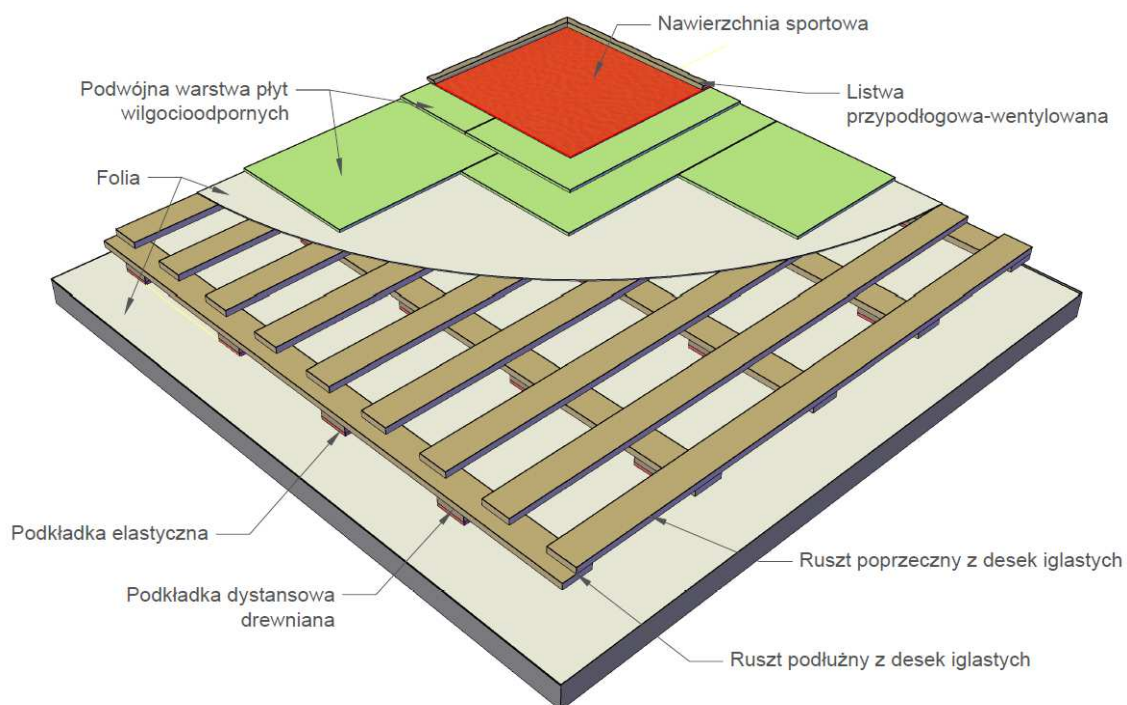 Nawierzchnia sportowa
Podwójna warstwa płyt
wilgocioodpornych
Listwa
przypodłogowa-wentylowana
Folia
Podkładka elastyczna
Podkładka dystansowa
drewniana
Ruszt poprzeczny z desek iglastych
Ruszt podłużny z desek iglastych